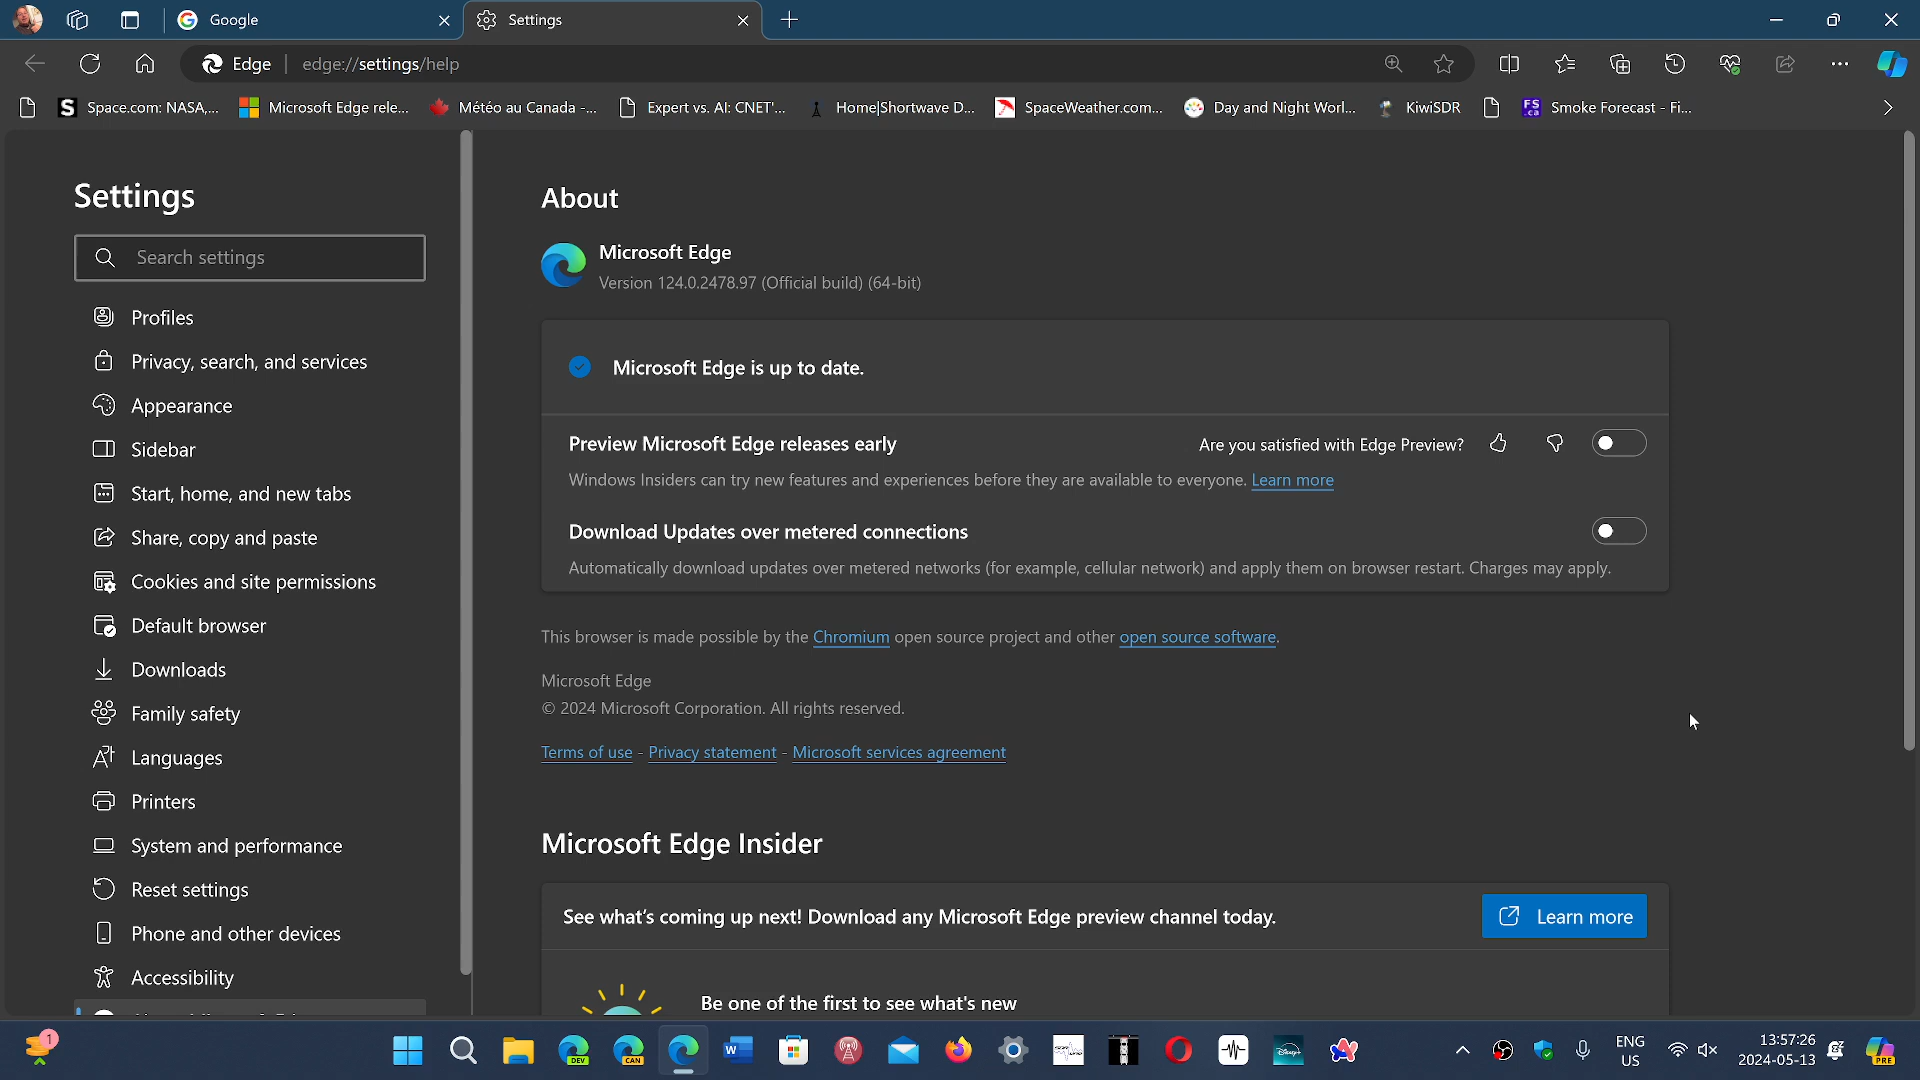 Google
Settings
Edge
edge://settings/help
Space.com: NASA,...
Microsoft Edge rele...
Météo au Canada -...
Expert vs. AI: CNET'...
Home|Shortwave D...
SpaceWeather.com...
Day and Night Worl...
KiwiSDR
FS.ca
Smoke Forecast - Fi...
Settings
Search settings
Profiles
Privacy, search, and services
Appearance
Sidebar
Start, home, and new tabs
Share, copy and paste
Cookies and site permissions
Default browser
Downloads
Family safety
Languages
Printers
System and performance
Reset settings
Phone and other devices
Accessibility
About
Microsoft Edge
Version 124.0.2478.97 (Official build) (64-bit)
Microsoft Edge is up to date.
Preview Microsoft Edge releases early
Are you satisfied with Edge Preview?
Windows Insiders can try new features and experiences before they are available to everyone. Learn more
Download Updates over metered connections
Automatically download updates over metered networks (for example, cellular network) and apply them on browser restart. Charges may apply.
This browser is made possible by the Chromium open source project and other open source software.
Microsoft Edge
© 2024 Microsoft Corporation. All rights reserved.
Terms of use - Privacy statement - Microsoft services agreement
Microsoft Edge Insider
See what's coming up next! Download any Microsoft Edge preview channel today.
Learn more
Be one of the first to see what's new
1
DEV
CAN
Disney+
ENG
US
13:57:26
2024-05-13
PRE